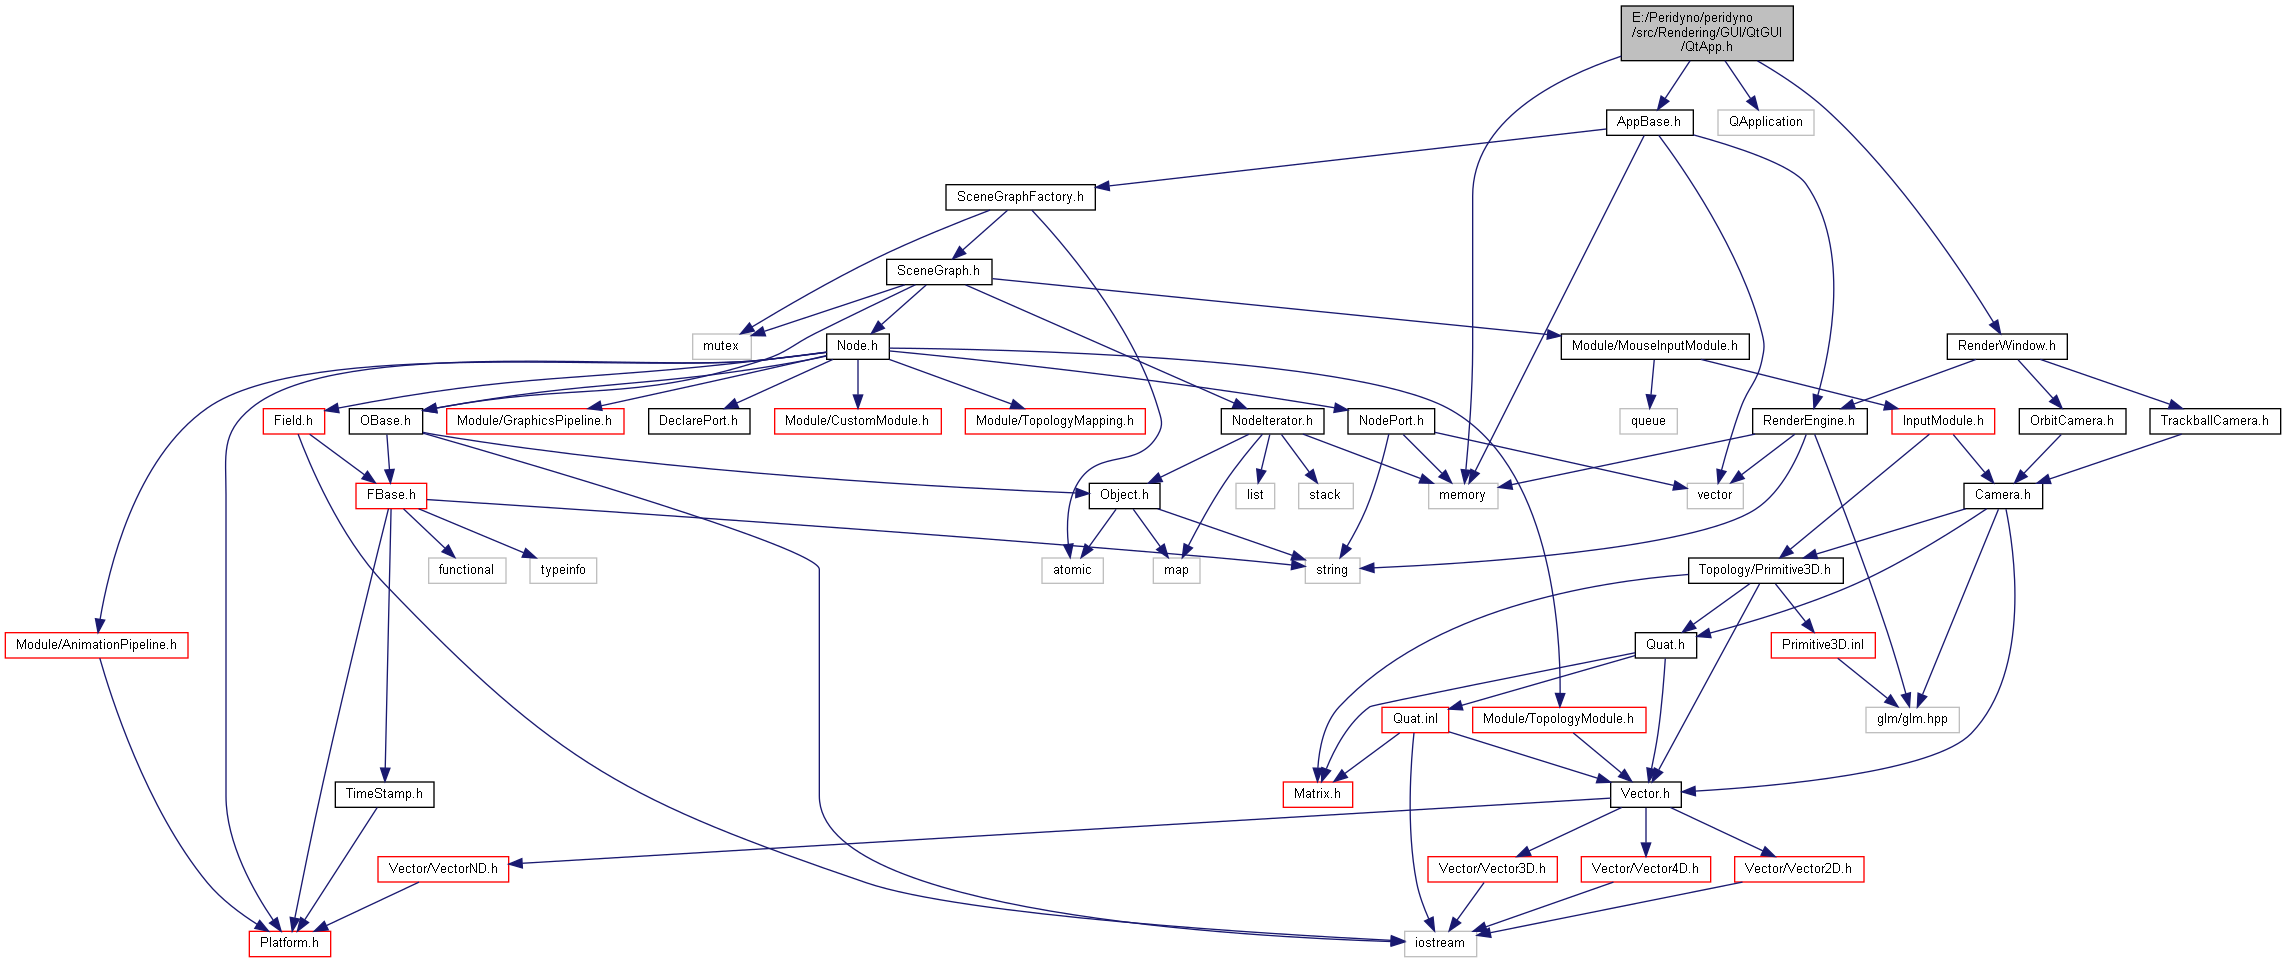 E:/Peridyno/peridyno
/src/Rendering/GUI/QtGUI
/QtApp.h
AppBase.h
QApplication
SceneGraphFactory.h
SceneGraph.h
mutex
Node.h
Module/MouseInputModule.h
RenderWindow.h
Field.h
OBase.h
Module/GraphicsPipeline.h
DeclarePort.h
Module/CustomModule.h
Module/TopologyMapping.h
NodeIterator.h
NodePort.h
queue
RenderEngine.h
InputModule.h
OrbitCamera.h
TrackballCamera.h
FBase.h
Object.h
list
stack
memory
vector
Camera.h
functional
typeinfo
atomic
map
string
Topology/Primitive3D.h
Module/AnimationPipeline.h
Quat.h
Primitive3D.inl
Quat.inl
Module/TopologyModule.h
glm/glm.hpp
TimeStamp.h
Matrix.h
Vector.h
Vector/VectorND.h
Vector/Vector3D.h
Vector/Vector4D.h
Vector/Vector2D.h
Platform.h
iostream